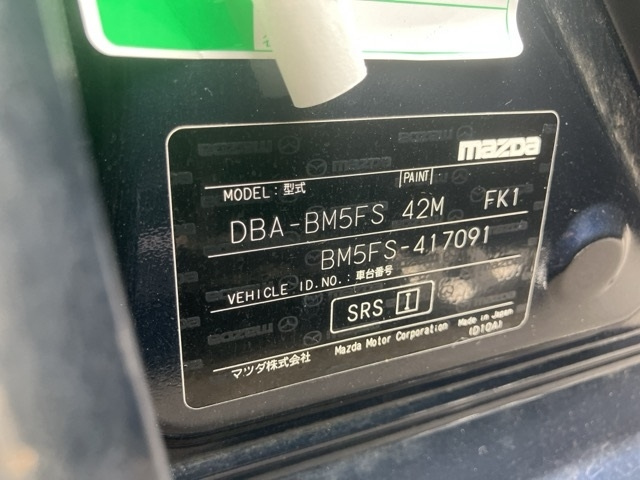 mazda
MODEL:型式 PAINT
DBA-BM5FS 42M FK1
BM5FS-417091
VEHICLE ID.NO.:車台番号
SRS I
マツダ株式会社 Mazda Motor Corporation Made in Japan
(D10A)